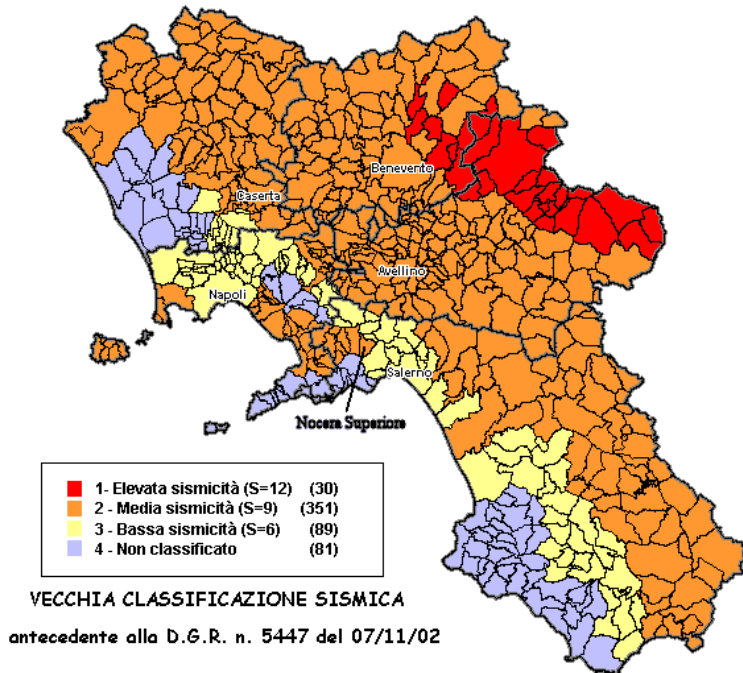 Benevento
Caserta
Avellino
Napoli
Salerno
Nocera Superiore
1- Elevata sismicità (S=12) (30)
2 - Media sismicità (S=9) (351)
3 - Bassa sismicità (S=6) (89)
4 - Non classificato (81)
VECCHIA CLASSIFICAZIONE SISMICA
antecedente alla D.G.R. n. 5447 del 07/11/02